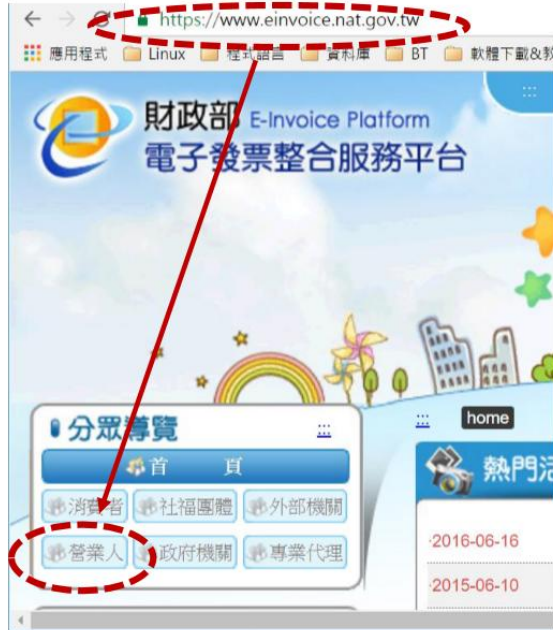 https://www.einvoice.nat.gov.tw
應用程式 Linux 程式語言 資料庫 BT 軟體下載&教
財政部 E-Invoice Platform
電子發票整合服務平台
分眾導覽
首 頁
消費者 社福團體 外部機關
營業人 政府機關 專業代理
home
熱門活
2016-06-16
2015-06-10